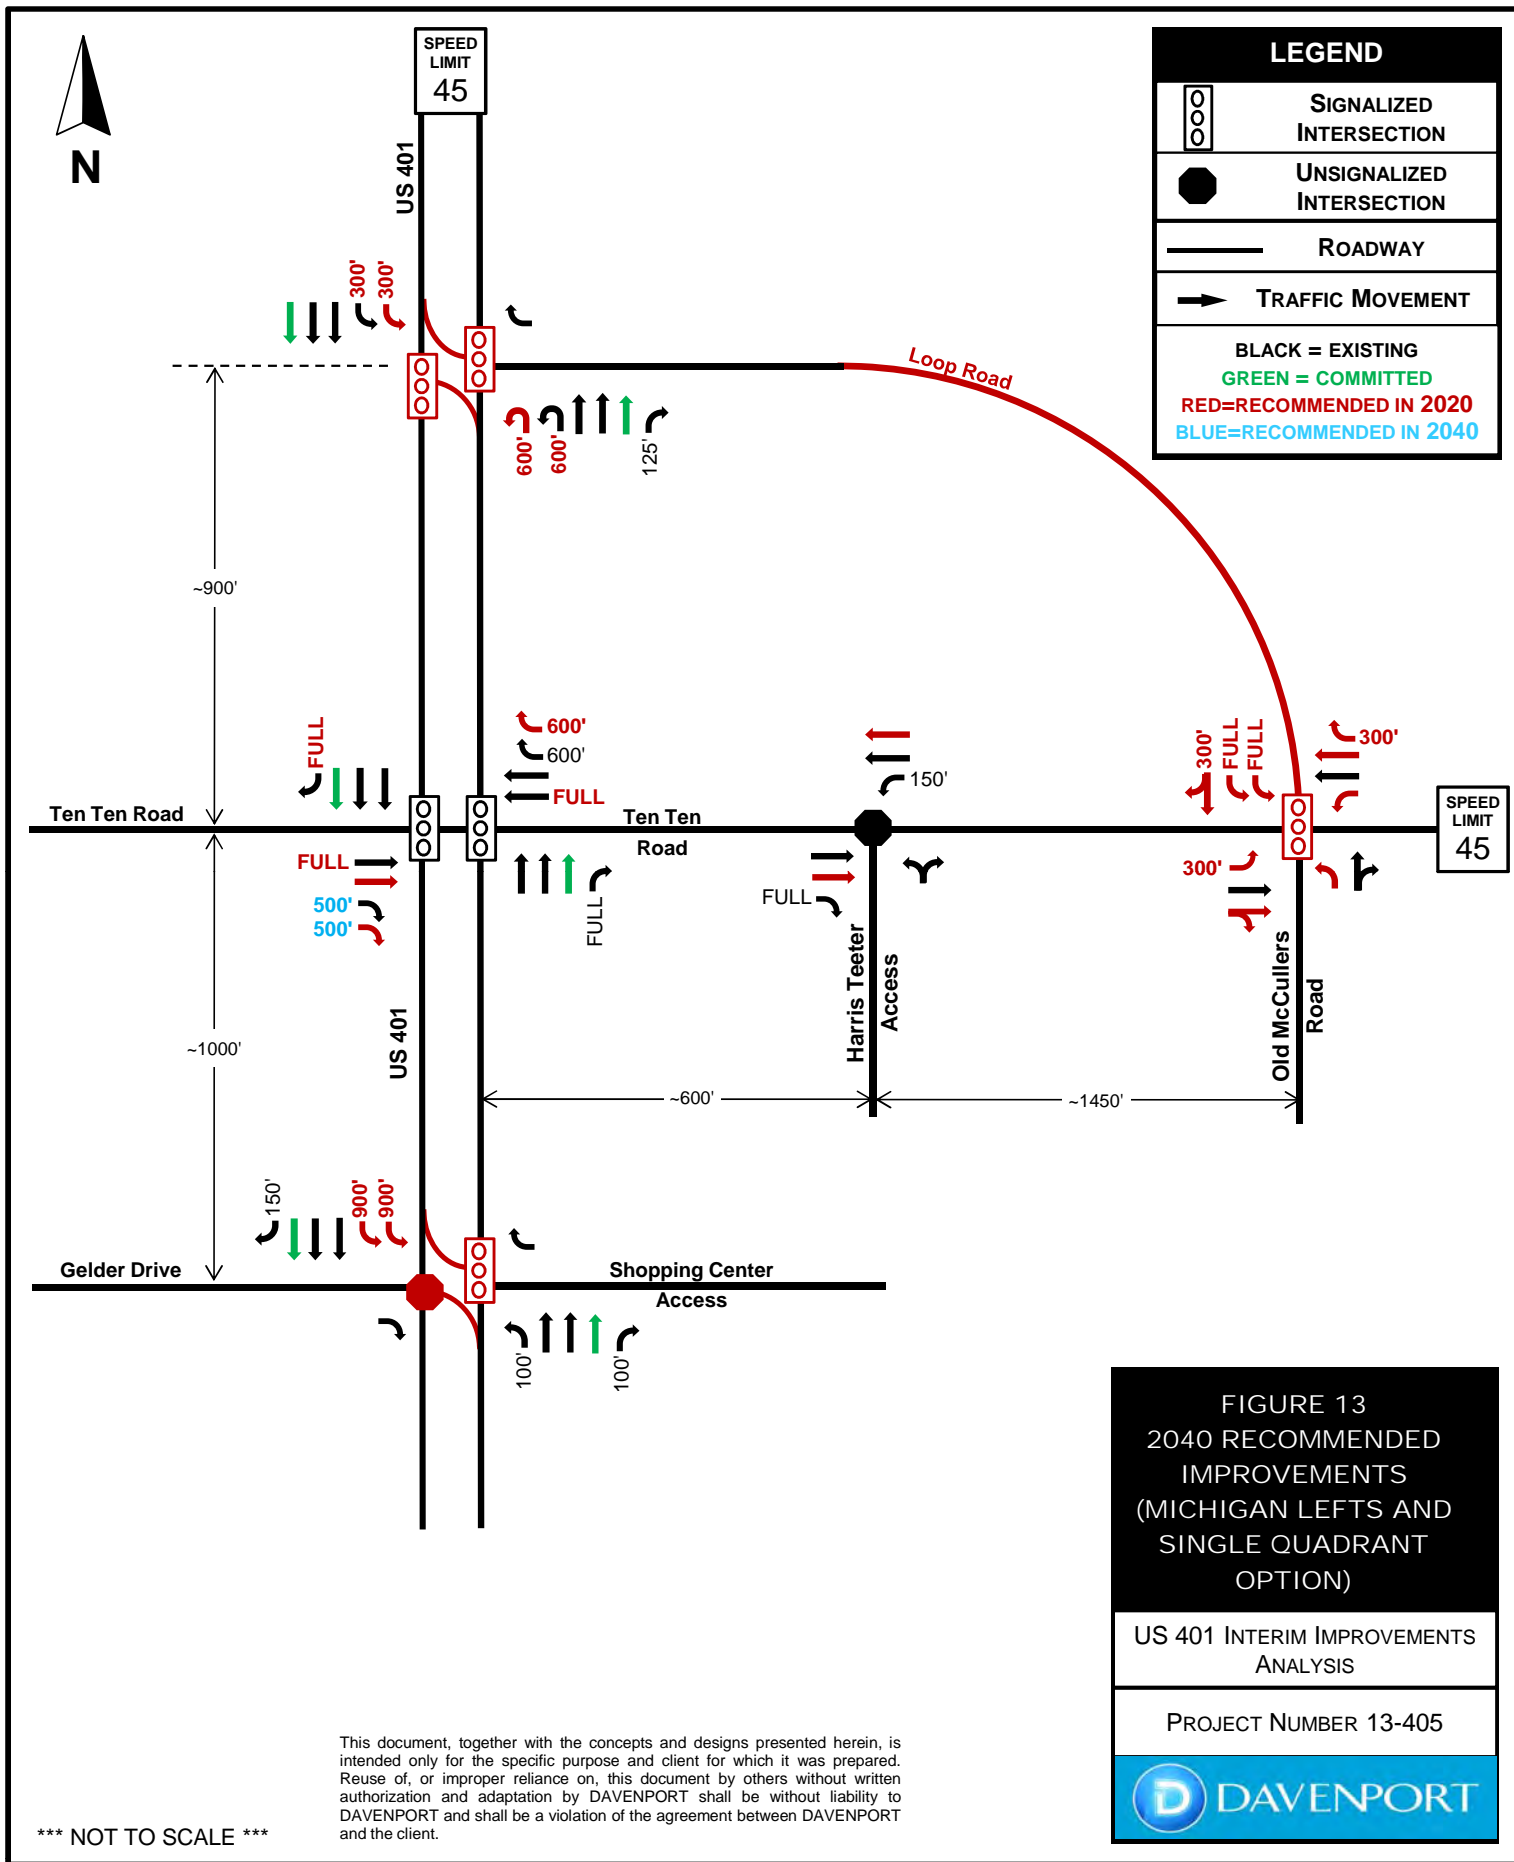 SPEED
LIMIT
45
N
US 401
LEGEND
SIGNALIZED
INTERSECTION
UNSIGNALIZED
INTERSECTION
ROADWAY
TRAFFIC MOVEMENT
BLACK = EXISTING
GREEN = COMMITTED
RED=RECOMMENDED IN 2020
BLUE=RECOMMENDED IN 2040
300'
300'
Loop Road
600'
600'
125'
~900'
FULL
600'
600'
FULL
150'
300'
FULL
FULL
300'
Ten Ten Road
Ten Ten
Road
SPEED
LIMIT
45
FULL
500'
500'
FULL
FULL
300'
US 401
Harris Teeter
Access
Old McCullers
Road
~1000'
~600'
~1450'
150'
900'
900'
Gelder Drive
Shopping Center
Access
100'
100'
FIGURE 13
2040 RECOMMENDED
IMPROVEMENTS
(MICHIGAN LEFTS AND
SINGLE QUADRANT
OPTION)
US 401 INTERIM IMPROVEMENTS
ANALYSIS
PROJECT NUMBER 13-405
D DAVENPORT
This document, together with the concepts and designs presented herein, is
intended only for the specific purpose and client for which it was prepared.
Reuse of, or improper reliance on, this document by others without written
authorization and adaptation by DAVENPORT shall be without liability to
DAVENPORT and shall be a violation of the agreement between DAVENPORT
and the client.
*** NOT TO SCALE ***